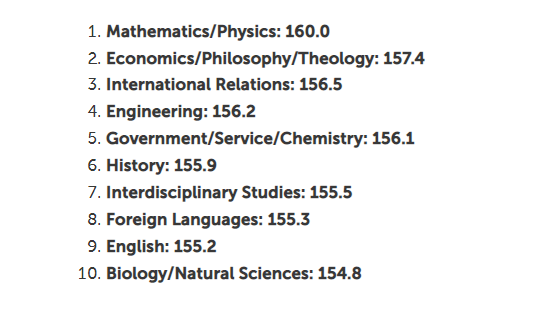 1. Mathematics/Physics: 160.0
2. Economics/Philosophy/Theology: 157.4
3. International Relations: 156.5
4. Engineering: 156.2
5. Government/Service/Chemistry: 156.1
6. History: 155.9
7. Interdisciplinary Studies: 155.5
8. Foreign Languages: 155.3
9. English: 155.2
10. Biology/Natural Sciences: 154.8